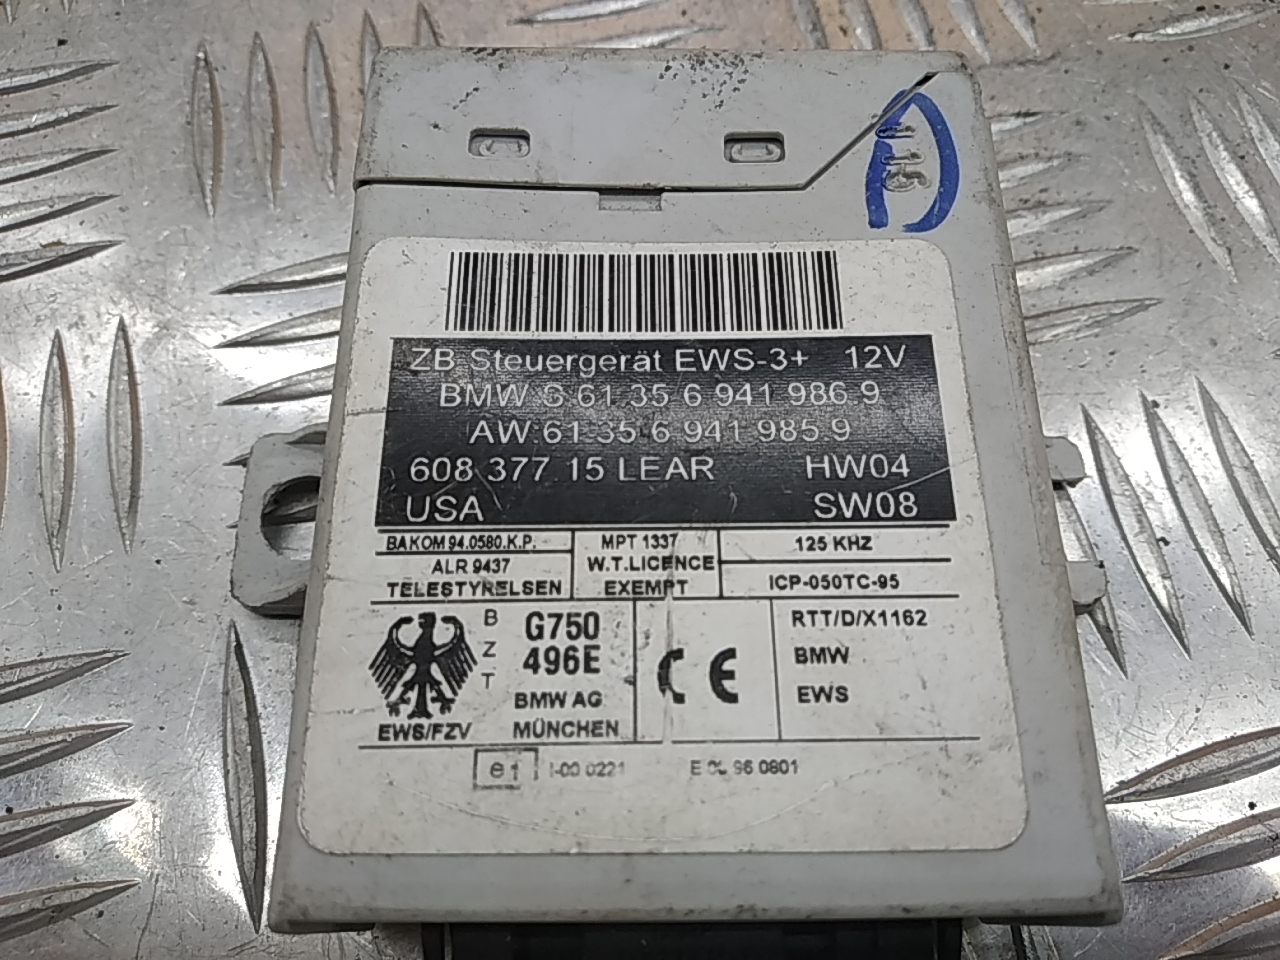 ZB Steuergerät EWS-3+ 12V
BMW G 61.35 6 941 986.9
AW:61.35 6 941 985.9
608 377 15 LEAR HW04
USA SW08
BAKOM 94.0580.K.P. MPT 1337 125 KHZ
ALR 9437 W.T.LICENCE
TELESTYRELSEN EXEMPT ICP-050TC-95
BZT G750 RTT/D/X1162
496E CE BMW
BMW AG EWS
EWS/FZV MÜNCHEN
e1 0221 0801